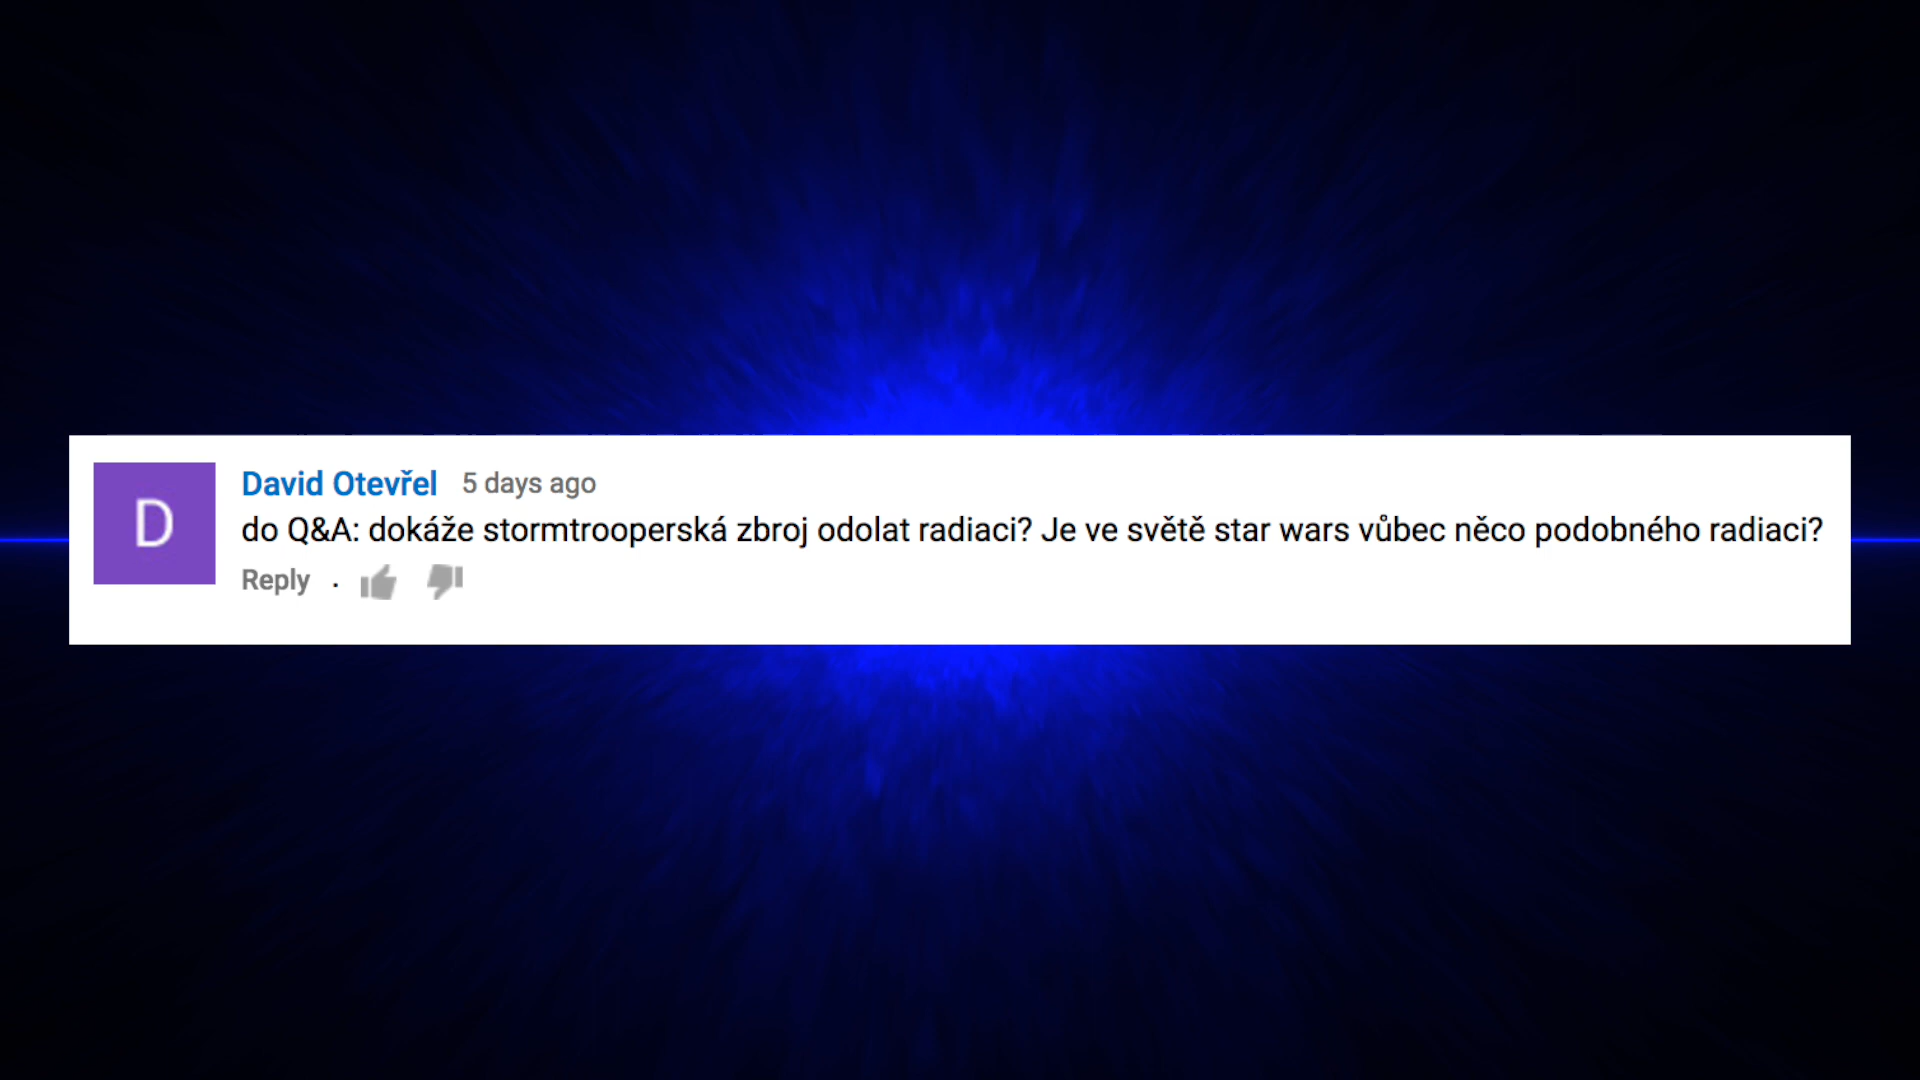 D
David Otevřel 5 days ago
do Q&A: dokáže stormtrooperská zbroj odolat radiaci? Je ve světě star wars vůbec něco podobného radiaci?
Reply .